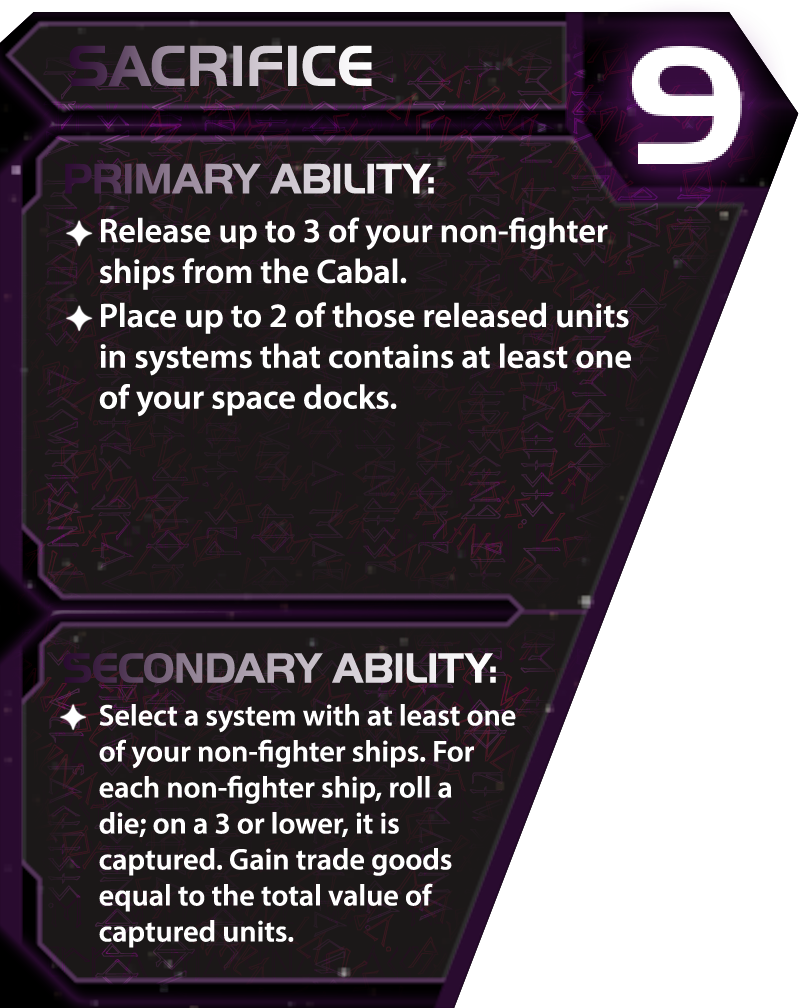 SACRIFICE
9
PRIMARY ABILITY:
Release up to 3 of your non-fighter
ships from the Cabal.
Place up to 2 of those released units
in systems that contains at least one
of your space docks.
SECONDARY ABILITY:
Select a system with at least one
of your non-fighter ships. For
each non-fighter ship, roll a
die; on a 3 or lower, it is
captured. Gain trade goods
equal to the total value of
captured units.